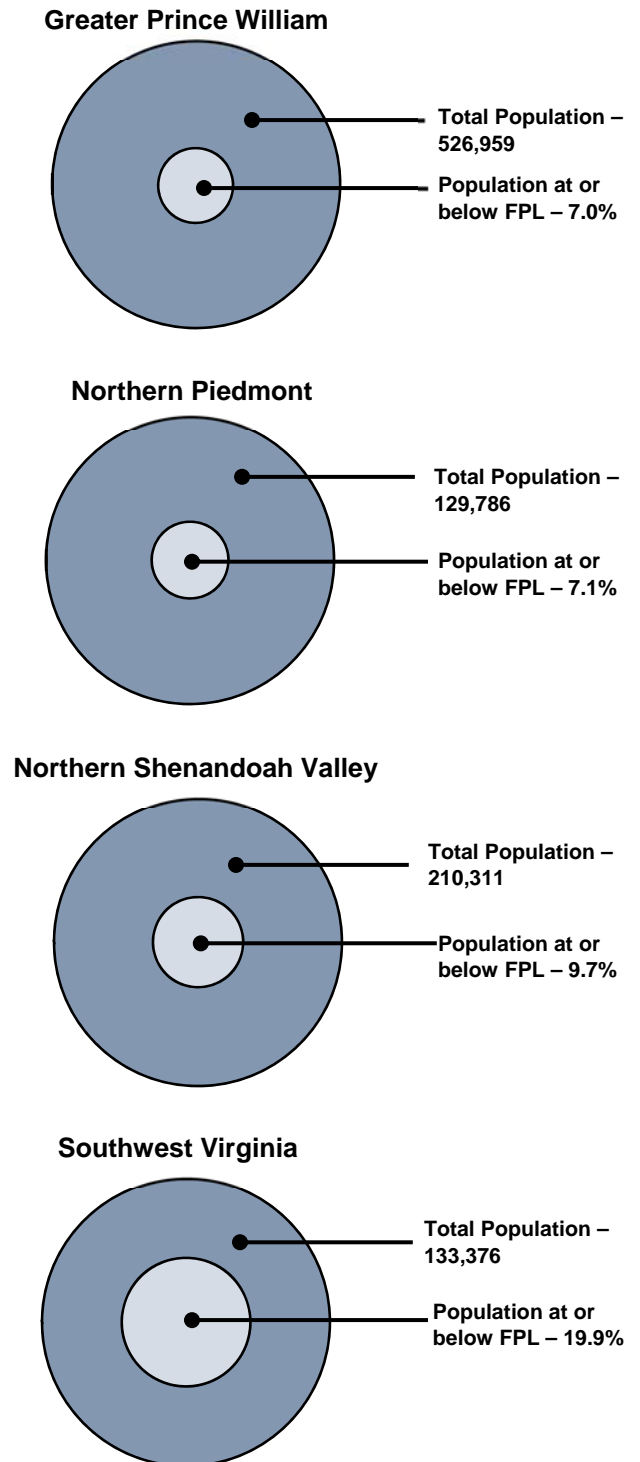 Greater Prince William
Total Population –
526,959
Population at or
below FPL – 7.0%
Northern Piedmont
Total Population –
129,786
Population at or
below FPL – 7.1%
Northern Shenandoah Valley
Total Population –
210,311
Population at or
below FPL – 9.7%
Southwest Virginia
Total Population –
133,376
Population at or
below FPL – 19.9%